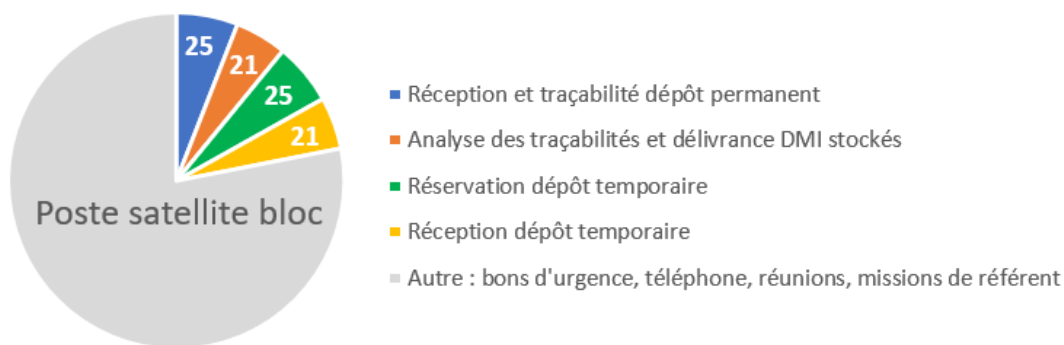 25
21
25
21
Poste satellite bloc
Réception et traçabilité dépôt permanent
Analyse des traçabilités et délivrance DMI stockés
Réservation dépôt temporaire
Réception dépôt temporaire
Autre : bons d'urgence, téléphone, réunions, missions de référent